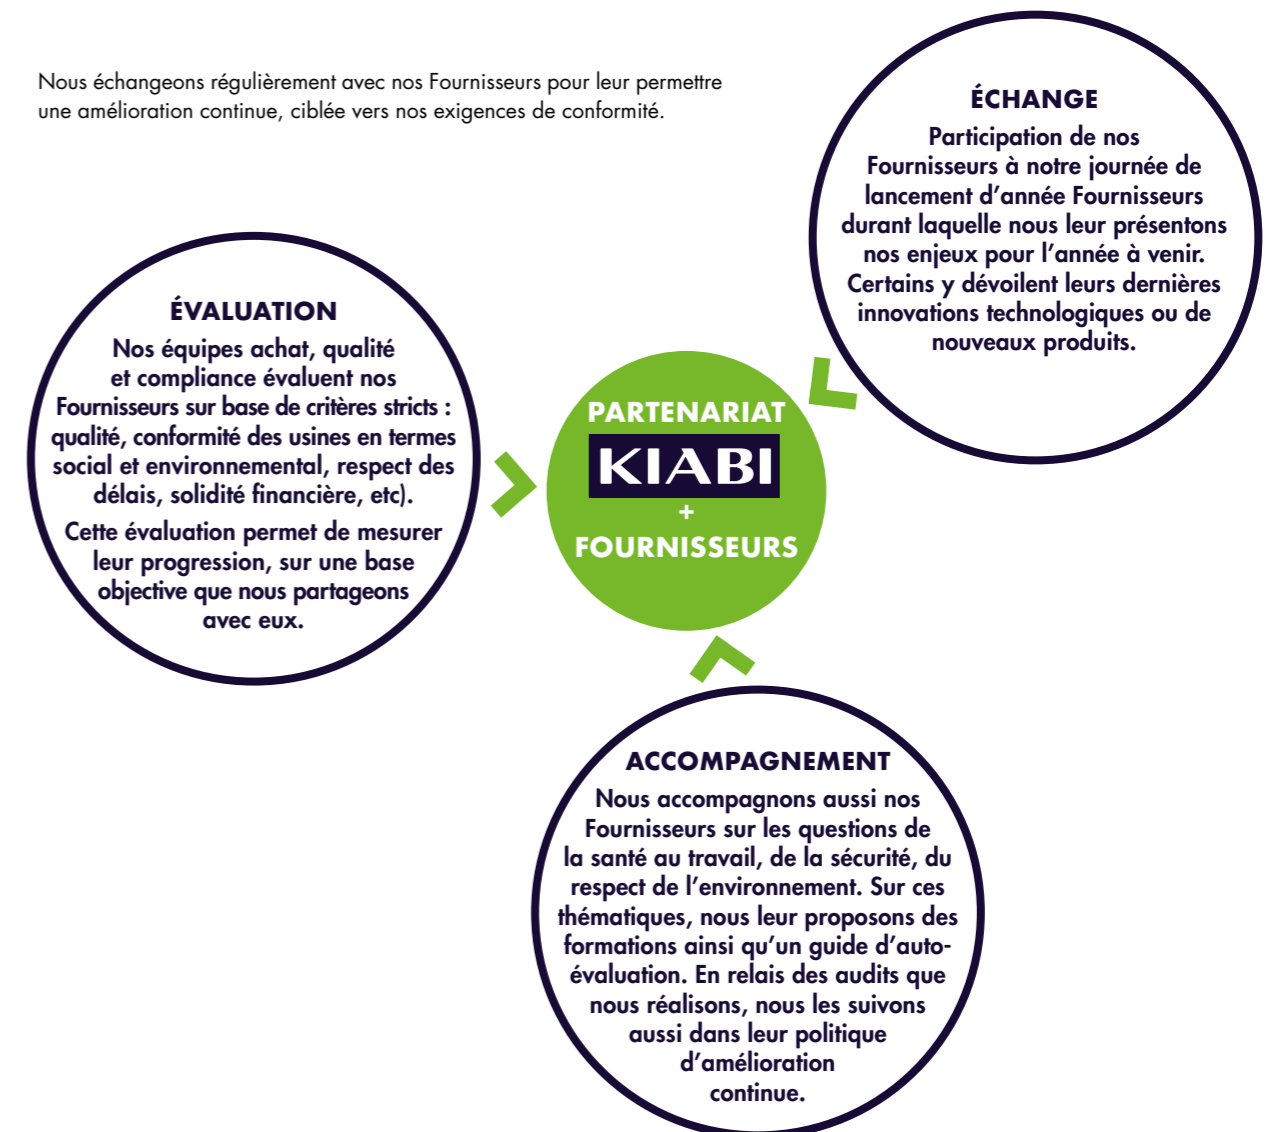 Nous échangeons régulièrement avec nos Fournisseurs pour leur permettre
une amélioration continue, ciblée vers nos exigences de conformité.
ÉCHANGE
Participation de nos
Fournisseurs à notre journée de
lancement d’année Fournisseurs
durant laquelle nous leur présentons
nos enjeux pour l’année à venir.
Certains y dévoilent leurs dernières
innovations technologiques ou de
nouveaux produits.
ÉVALUATION
Nos équipes achat, qualité
et compliance évaluent nos
Fournisseurs sur base de critères stricts :
qualité, conformité des usines en termes
social et environnemental, respect des
délais, solidité financière, etc).
Cette évaluation permet de mesurer
leur progression, sur une base
objective que nous partageons
avec eux.
PARTENARIAT
KIABI
+
FOURNISSEURS
ACCOMPAGNEMENT
Nous accompagnons aussi nos
Fournisseurs sur les questions de
la santé au travail, de la sécurité, du
respect de l’environnement. Sur ces
thématiques, nous leur proposons des
formations ainsi qu’un guide d’auto-
évaluation. En relais des audits que
nous réalisons, nous les suivons
aussi dans leur politique
d’amélioration
continue.